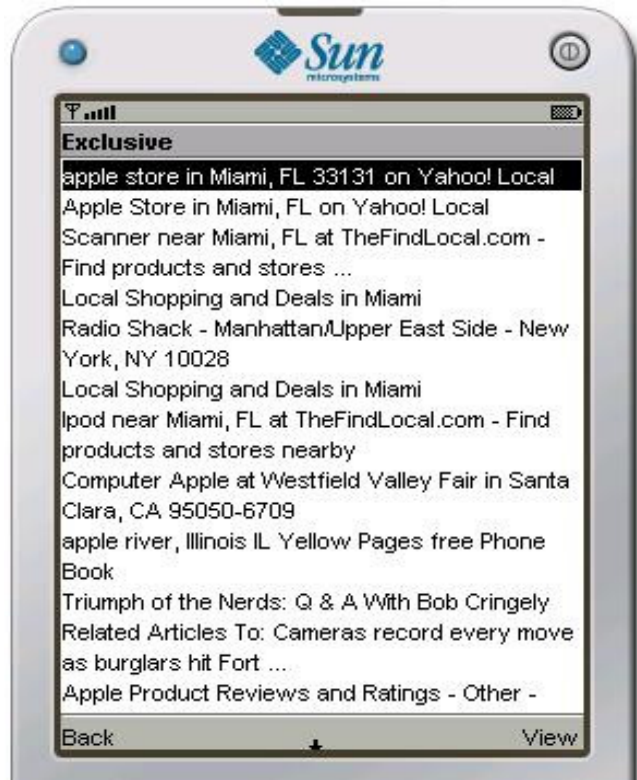 Sun
microsystems
Exclusive
apple store in Miami, FL 33131 on Yahoo! Local
Apple Store in Miami, FL on Yahoo! Local
Scanner near Miami, FL at TheFindLocal.com -
Find products and stores ...
Local Shopping and Deals in Miami
Radio Shack - Manhattan/Upper East Side - New
York, NY 10028
Local Shopping and Deals in Miami
Ipod near Miami, FL at TheFindLocal.com - Find
products and stores nearby
Computer Apple at Westfield Valley Fair in Santa
Clara, CA 95050-6709
apple river, Illinois IL Yellow Pages free Phone
Book
Triumph of the Nerds: Q & A With Bob Cringely
Related Articles To: Cameras record every move
as burglars hit Fort ...
Apple Product Reviews and Ratings - Other -
Back View